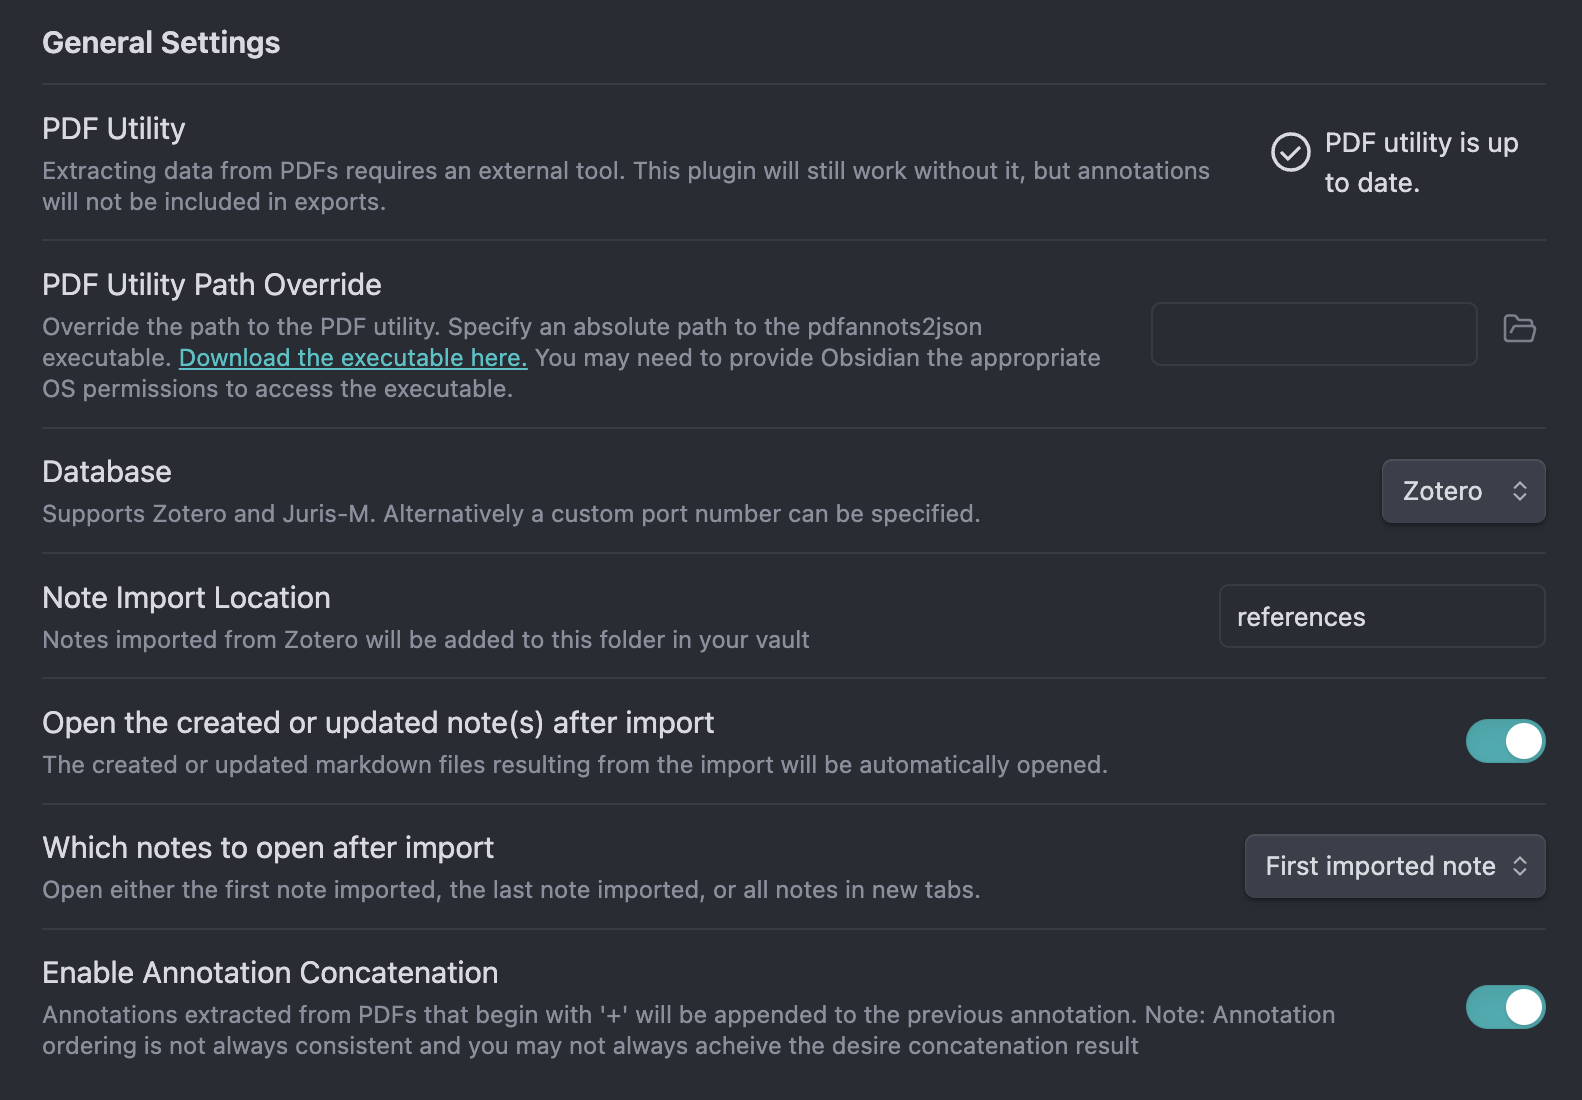 General Settings
PDF Utility
Extracting data from PDFs requires an external tool. This plugin will still work without it, but annotations
will not be included in exports.
PDF utility is up
to date.
PDF Utility Path Override
Override the path to the PDF utility. Specify an absolute path to the pdfannots2json
executable. Download the executable here. You may need to provide Obsidian the appropriate
OS permissions to access the executable.
Database
Supports Zotero and Juris-M. Alternatively a custom port number can be specified.
Zotero
Note Import Location
Notes imported from Zotero will be added to this folder in your vault
references
Open the created or updated note(s) after import
The created or updated markdown files resulting from the import will be automatically opened.
Which notes to open after import
Open either the first note imported, the last note imported, or all notes in new tabs.
First imported note
Enable Annotation Concatenation
Annotations extracted from PDFs that begin with '+' will be appended to the previous annotation. Note: Annotation
ordering is not always consistent and you may not always acheive the desire concatenation result